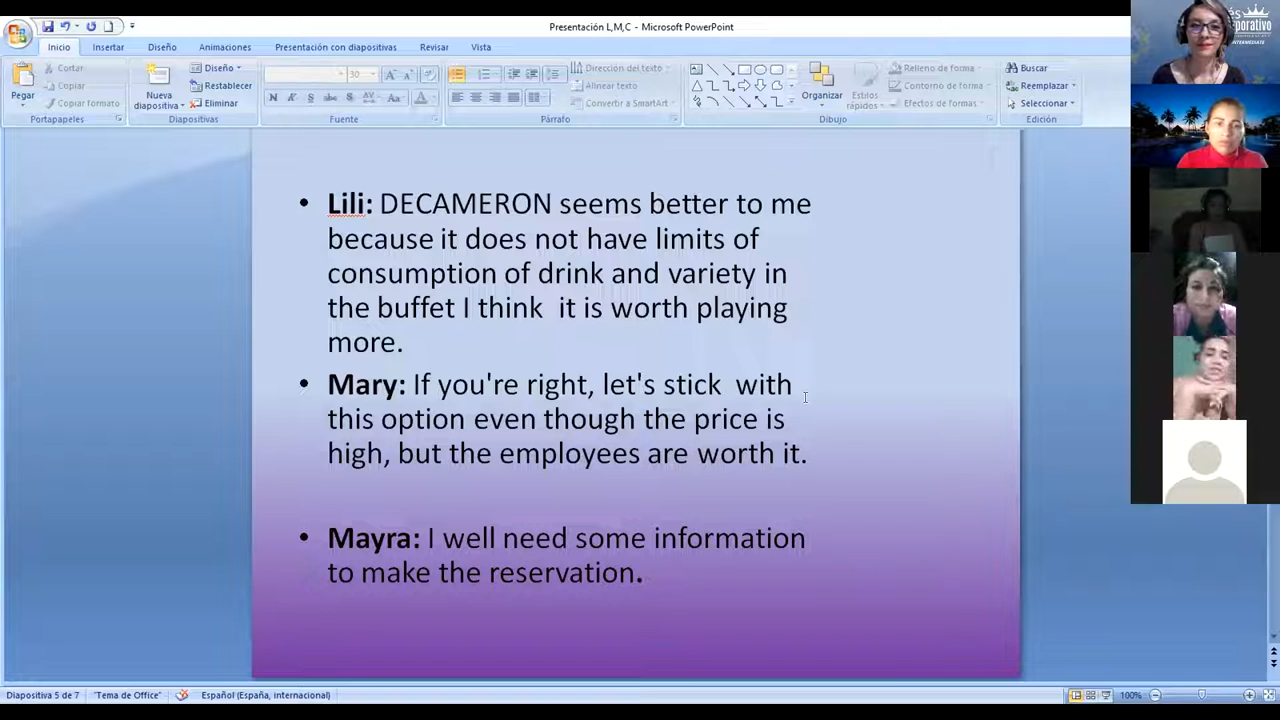 Presentación L,M,C - Microsoft PowerPoint
Inicio Insertar Diseño Animaciones Presentación con diapositivas Revisar Vista
Pegar Cortar Copiar Copiar formato
Portapapeles
Nueva diapositiva Diseño Restablecer Eliminar
Diapositivas
30
Fuente
Dirección del texto Alinear texto Convertir a SmartArt
Párrafo
Organizar Estilos rápidos Relleno de forma Contorno de forma Efectos de formas
Dibujo
Buscar Reemplazar Seleccionar
Edición
INTERMEDIATE
• Lili: DECAMERON seems better to me
because it does not have limits of
consumption of drink and variety in
the buffet I think it is worth playing
more.
• Mary: If you're right, let's stick with
this option even though the price is
high, but the employees are worth it.
• Mayra: I well need some information
to make the reservation.
Diapositiva 5 de 7 "Tema de Office" Español (España, internacional) 100%